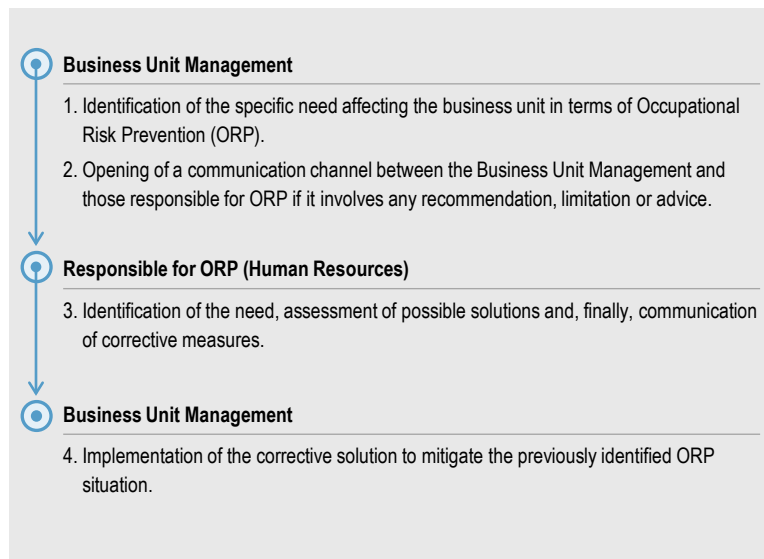 Business Unit Management
1. Identification of the specific need affecting the business unit in terms of Occupational
Risk Prevention (ORP).
2. Opening of a communication channel between the Business Unit Management and
those responsible for ORP if it involves any recommendation, limitation or advice.
Responsible for ORP (Human Resources)
3. Identification of the need, assessment of possible solutions and, finally, communication
of corrective measures.
Business Unit Management
4. Implementation of the corrective solution to mitigate the previously identified ORP
situation.